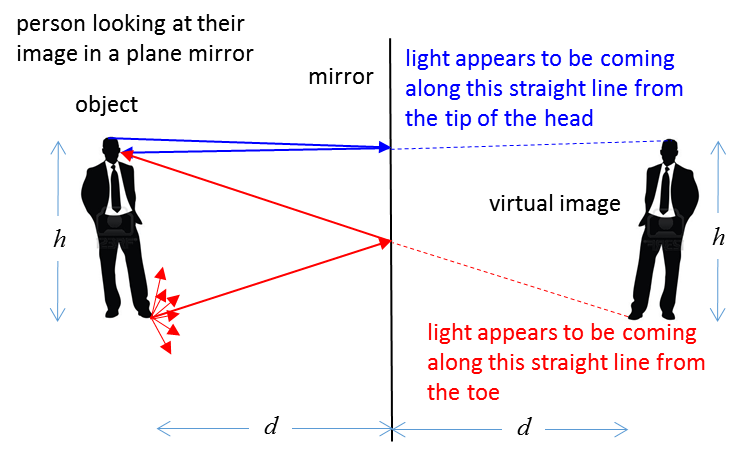 person looking at their
image in a plane mirror
mirror
object
light appears to be coming
along this straight line from
the tip of the head
h
virtual image
h
light appears to be coming
along this straight line from
the toe
d
d